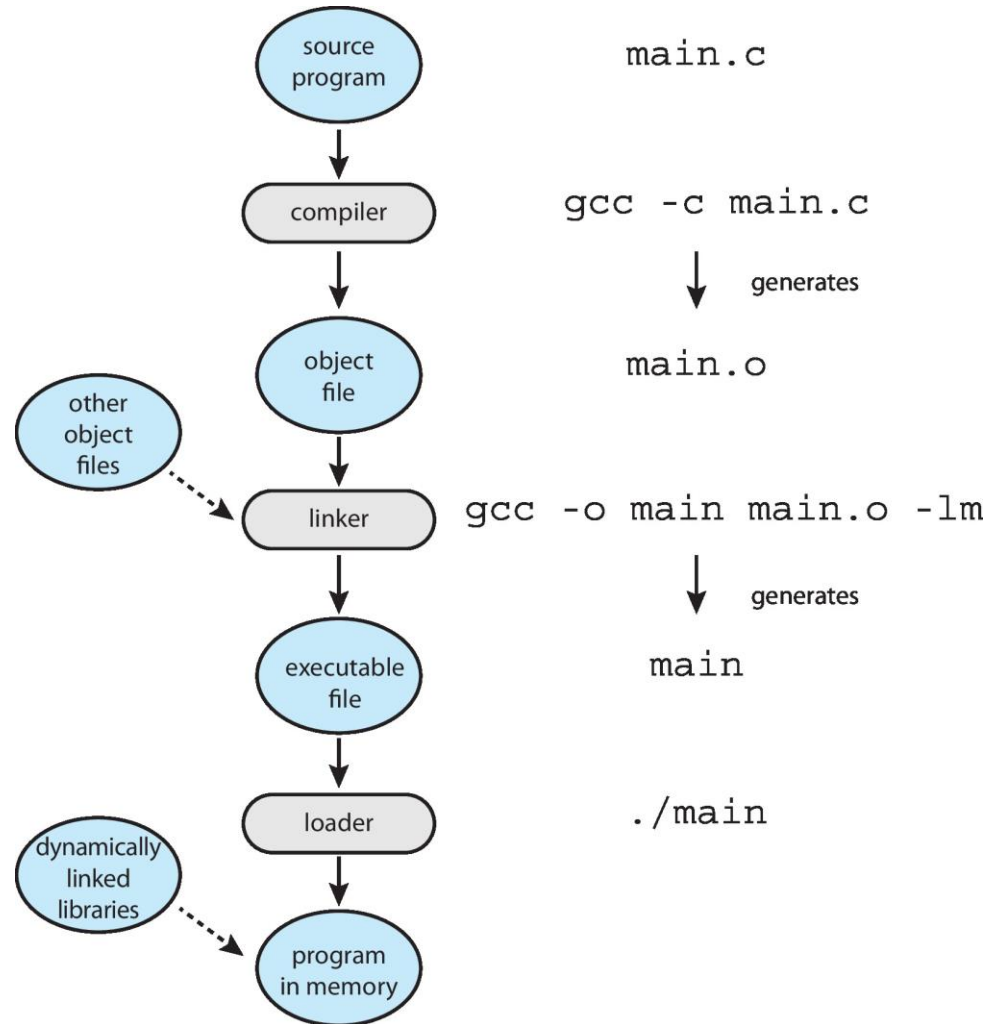 source
program
main.c
compiler
gcc -c main.c
generates
object
file
main.o
other
object
files
linker
gcc -o main main.o -lm
generates
executable
file
main
loader
./main
dynamically
linked
libraries
program
in memory